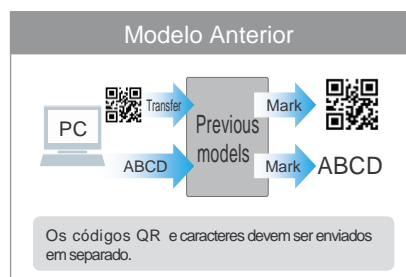 Modelo Anterior
Transfer
Mark
PC
Previous
models
ABCD
Mark
ABCD
Os códigos QR e caracteres devem ser enviados
em separado.